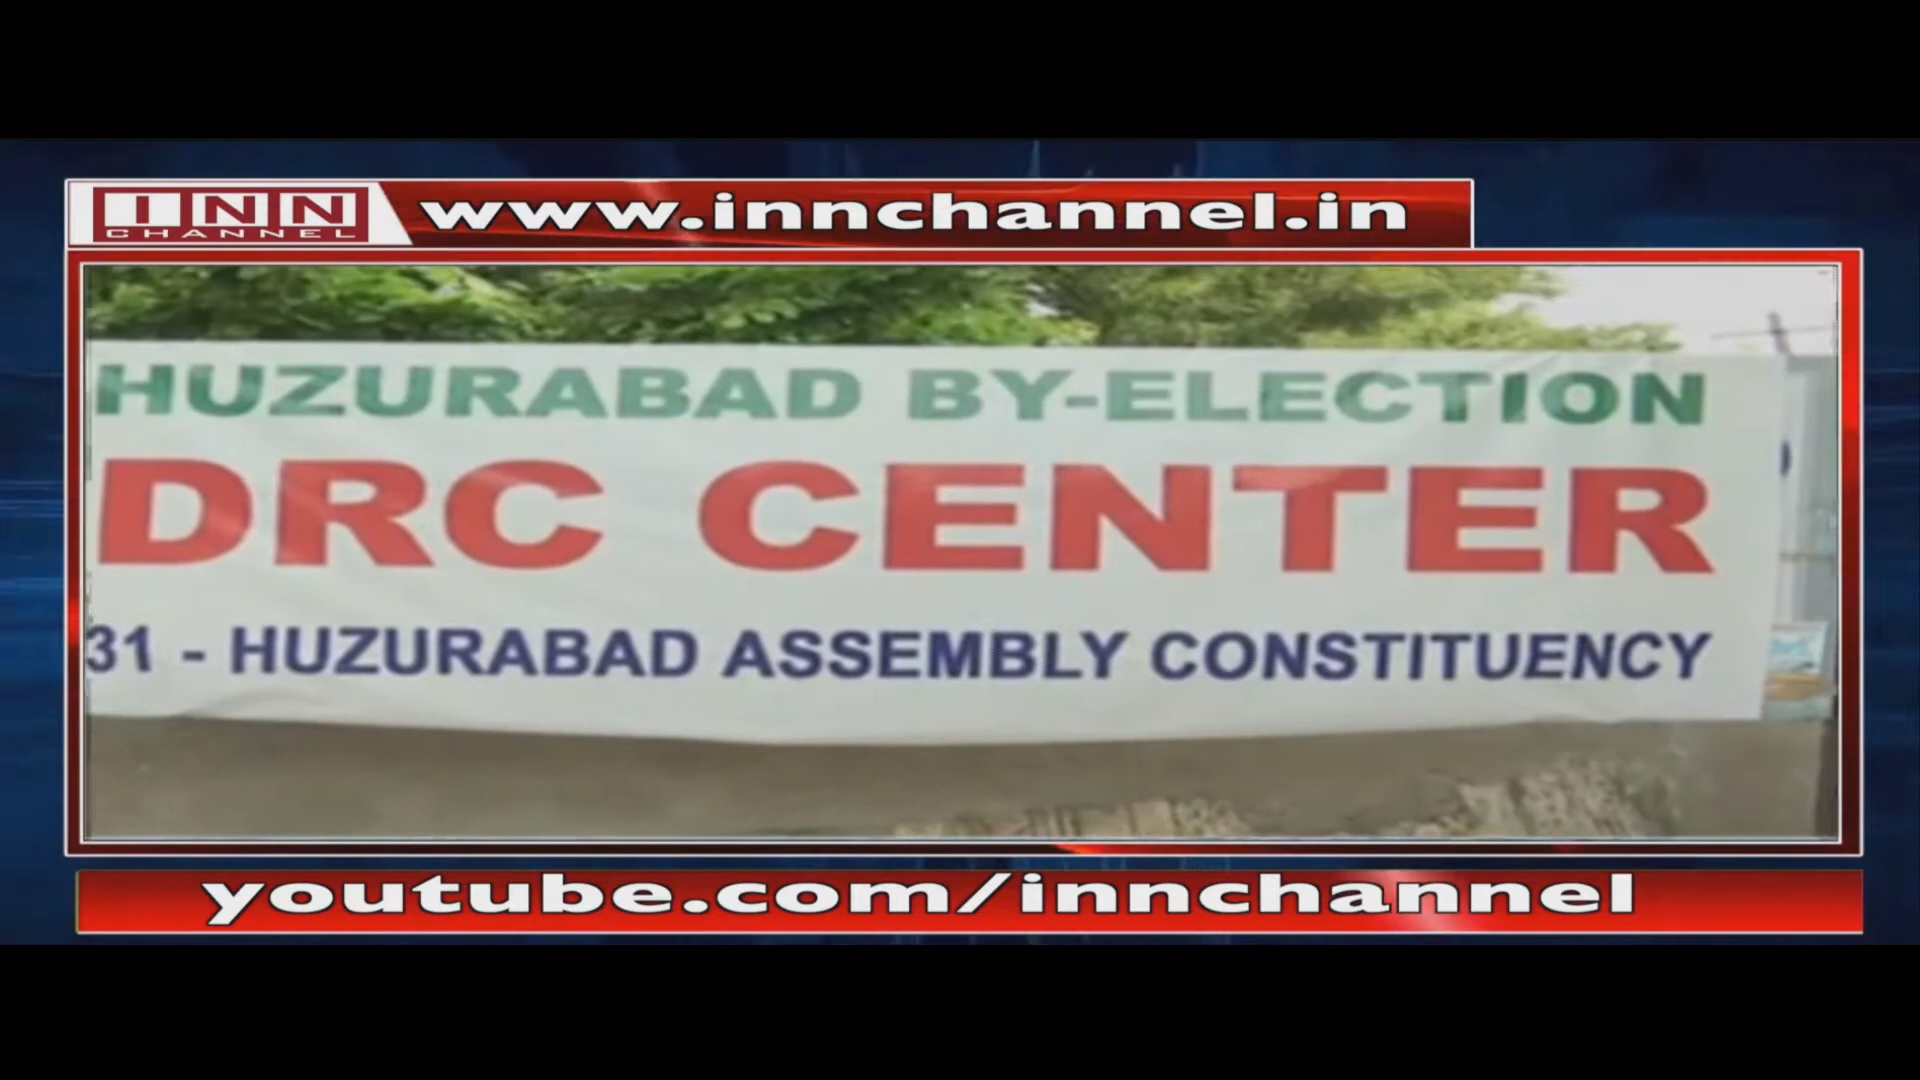 INN
CHANNEL
www.innchannel.in
HUZURABAD BY-ELECTION
DRC CENTER
31 - HUZURABAD ASSEMBLY CONSTITUENCY
youtube.com/innchannel